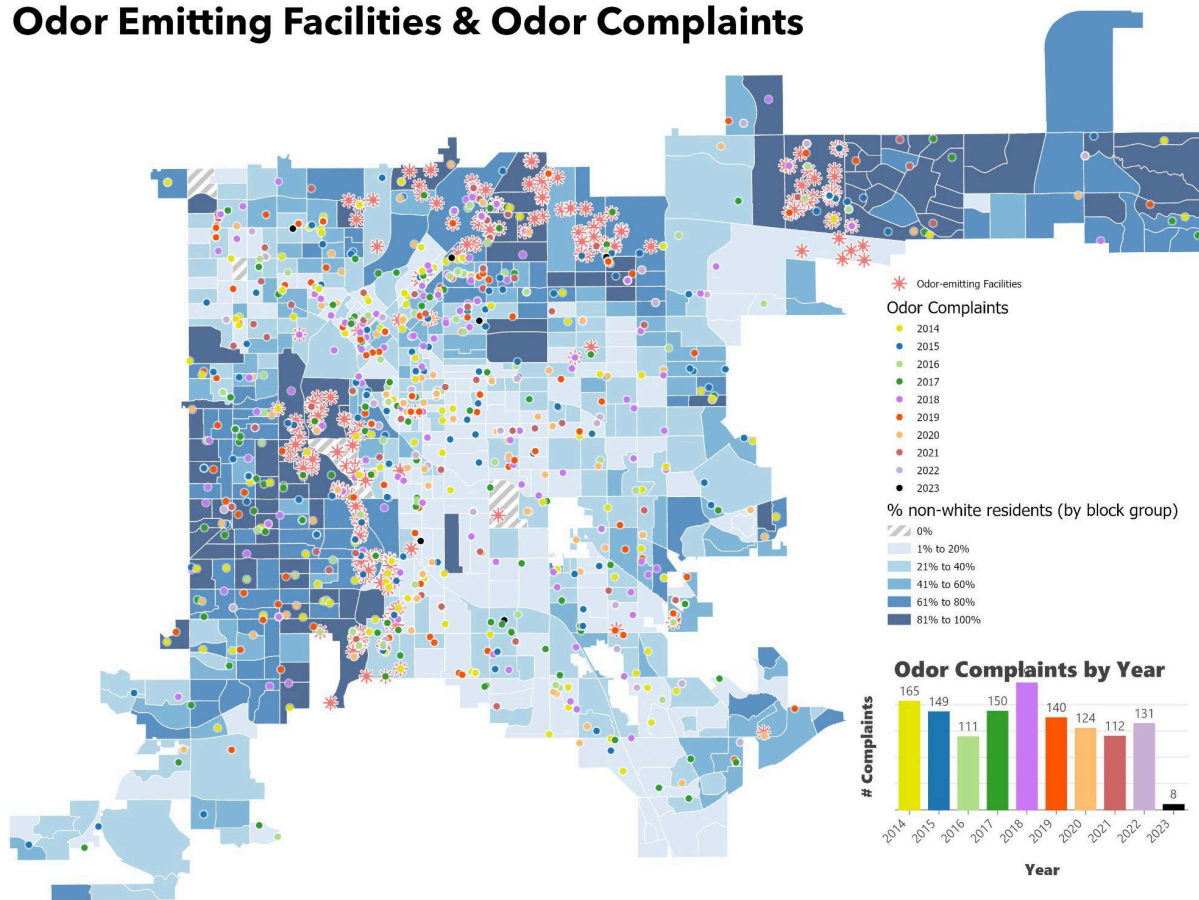 Odor Emitting Facilities & Odor Complaints
Odor-emitting Facilities
Odor Complaints
2014
2015
2016
2017
2018
2019
2020
2021
2022
2023
% non-white residents (by block group)
0%
1% to 20%
21% to 40%
41% to 60%
61% to 80%
81% to 100%
Odor Complaints by Year
# Complaints
165
149
111
150
140
124
112
131
8
2014
2015
2016
2017
2018
2019
2020
2021
2022
2023
Year